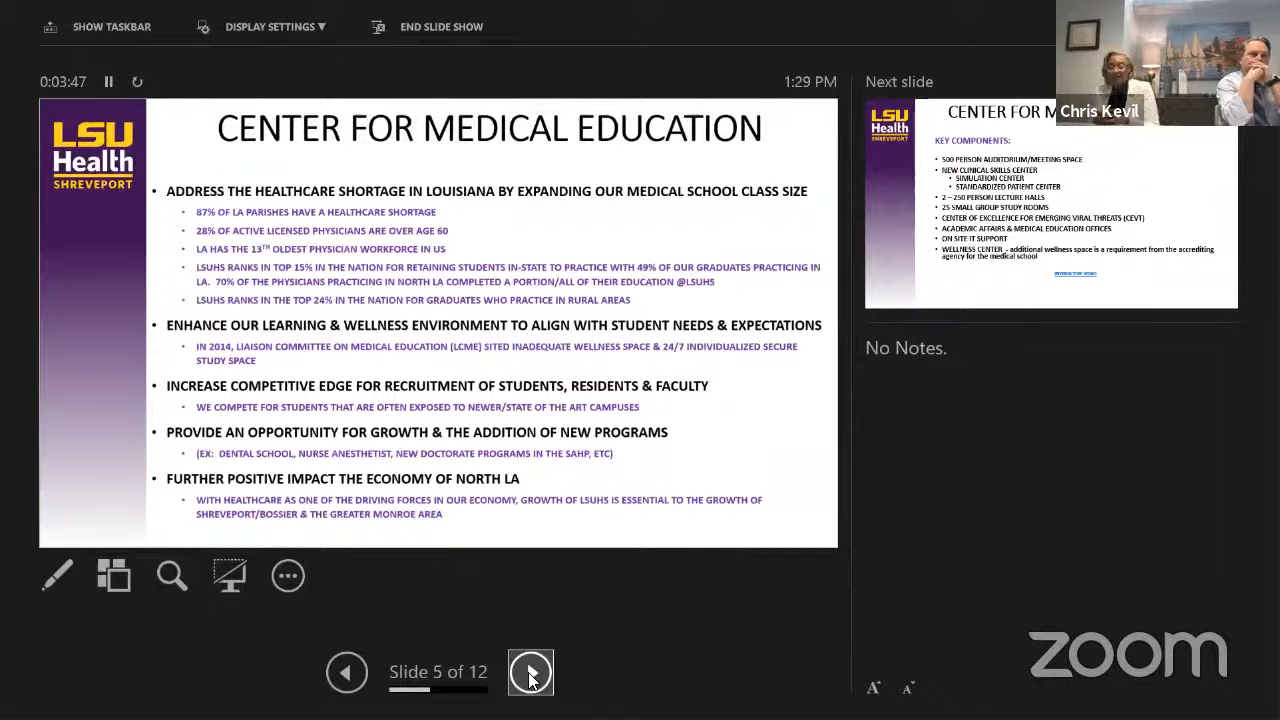 SHOW TASKBAR
DISPLAY SETTINGS ▼
END SLIDE SHOW
0:03:47
1:29 PM
Next slide
Chris Kevil
LSU
Health
SHREVEPORT
CENTER FOR MEDICAL EDUCATION
• ADDRESS THE HEALTHCARE SHORTAGE IN LOUISIANA BY EXPANDING OUR MEDICAL SCHOOL CLASS SIZE
• 87% OF LA PARISHES HAVE A HEALTHCARE SHORTAGE
• 28% OF ACTIVE LICENSED PHYSICIANS ARE OVER AGE 60
• LA HAS THE 13TH OLDEST PHYSICIAN WORKFORCE IN US
• LSUHS RANKS IN TOP 15% IN THE NATION FOR RETAINING STUDENTS IN-STATE TO PRACTICE WITH 49% OF OUR GRADUATES PRACTICING IN
LA. 70% OF THE PHYSICIANS PRACTICING IN NORTH LA COMPLETED A PORTION/ALL OF THEIR EDUCATION @LSUHS
• LSUHS RANKS IN THE TOP 24% IN THE NATION FOR GRADUATES WHO PRACTICE IN RURAL AREAS
• ENHANCE OUR LEARNING & WELLNESS ENVIRONMENT TO ALIGN WITH STUDENT NEEDS & EXPECTATIONS
• IN 2014, LIAISON COMMITTEE ON MEDICAL EDUCATION (LCME) SITED INADEQUATE WELLNESS SPACE & 24/7 INDIVIDUALIZED SECURE
STUDY SPACE
• INCREASE COMPETITIVE EDGE FOR RECRUITMENT OF STUDENTS, RESIDENTS & FACULTY
• WE COMPETE FOR STUDENTS THAT ARE OFTEN EXPOSED TO NEWER/STATE OF THE ART CAMPUSES
• PROVIDE AN OPPORTUNITY FOR GROWTH & THE ADDITION OF NEW PROGRAMS
• (EX: DENTAL SCHOOL, NURSE ANESTHETIST, NEW DOCTORATE PROGRAMS IN THE SAHP, ETC)
• FURTHER POSITIVE IMPACT THE ECONOMY OF NORTH LA
• WITH HEALTHCARE AS ONE OF THE DRIVING FORCES IN OUR ECONOMY, GROWTH OF LSUHS IS ESSENTIAL TO THE GROWTH OF
SHREVEPORT/BOSSIER & THE GREATER MONROE AREA
LSU
Health
SHREVEPORT
CENTER FOR M
KEY COMPONENTS:
• 500 PERSON AUDITORIUM/MEETING SPACE
• NEW CLINICAL SKILLS CENTER
• SIMULATION CENTER
• STANDARDIZED PATIENT CENTER
• 2 – 250 PERSON LECTURE HALLS
• 25 SMALL GROUP STUDY ROOMS
• CENTER OF EXCELLENCE FOR EMERGING VIRAL THREATS (CEVT)
• ACADEMIC AFFAIRS & MEDICAL EDUCATION OFFICES
• ON SITE IT SUPPORT
• WELLNESS CENTER - additional wellness space is a requirement from the accrediting
agency for the medical school
INTERACTIVE VIDEO
No Notes.
Slide 5 of 12
A A
zoom